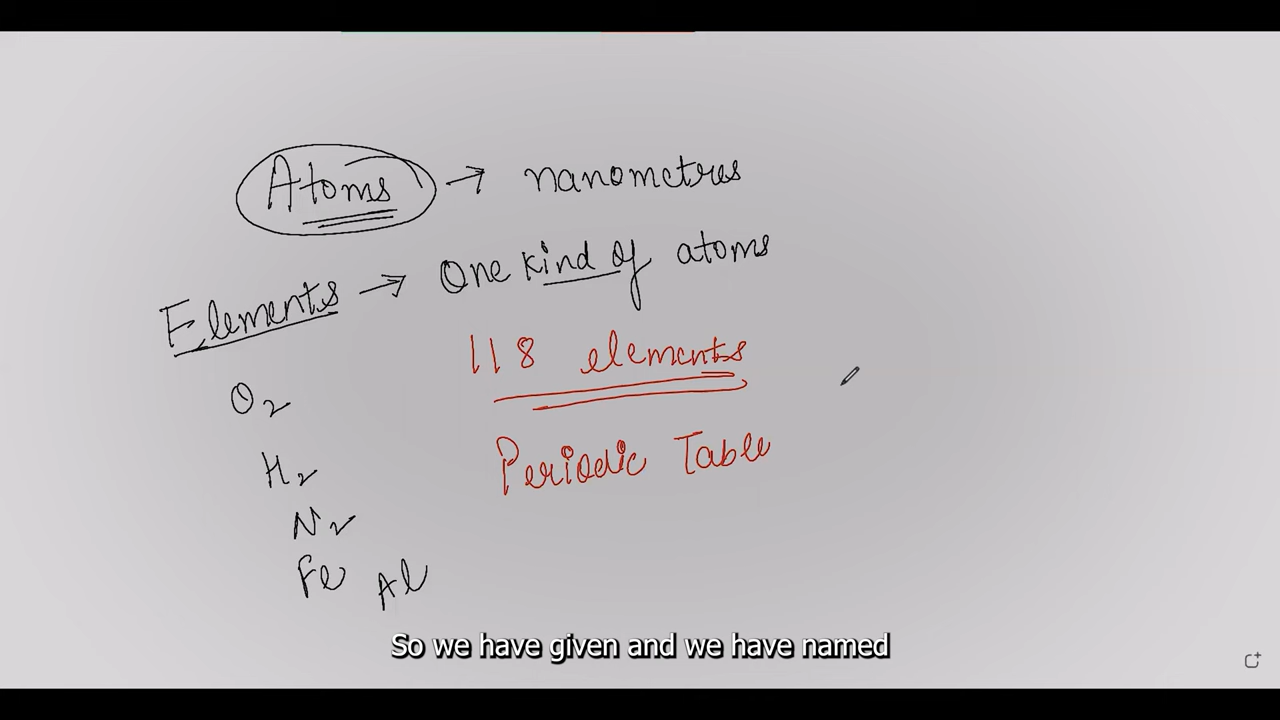 Atoms → nanometres
Elements → One kind of atoms
118 elements
O2
Periodic Table
H2
N2
Fe Al
So we have given and we have named